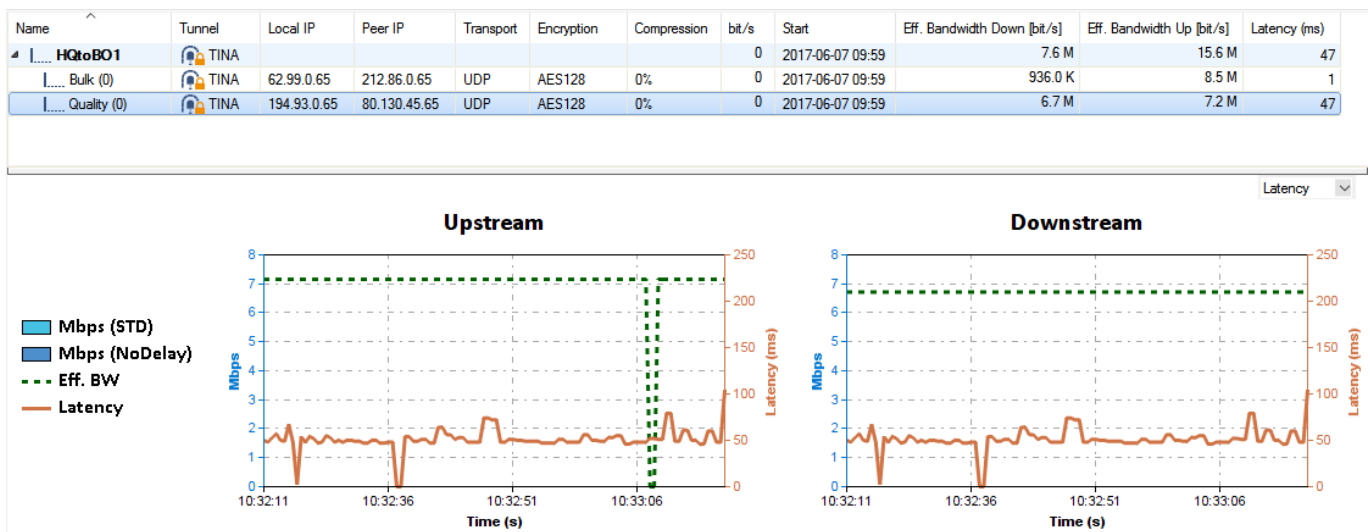 Name Tunnel Local IP Peer IP Transport Encryption Compression bit/s Start Eff. Bandwidth Down [bit/s] Eff. Bandwidth Up [bit/s] Latency (ms)
HQtoBO1 TINA 0 2017-06-07 09:59 7.6 M 15.6 M 47
Bulk (0) TINA 62.99.0.65 212.86.0.65 UDP AES128 0% 0 2017-06-07 09:59 936.0 K 8.5 M 1
Quality (0) TINA 194.93.0.65 80.130.45.65 UDP AES128 0% 0 2017-06-07 09:59 6.7 M 7.2 M 47
Latency
Upstream
8
7
6
5
4
3
2
1
0
Mbps
250
200
150
100
50
0
Latency (ms)
10:32:11 10:32:36 10:32:51 10:33:06
Time (s)
Downstream
8
7
6
5
4
3
2
1
0
Mbps
250
200
150
100
50
0
Latency (ms)
10:32:11 10:32:36 10:32:51 10:33:06
Time (s)
Mbps (STD)
Mbps (NoDelay)
Eff. BW
Latency